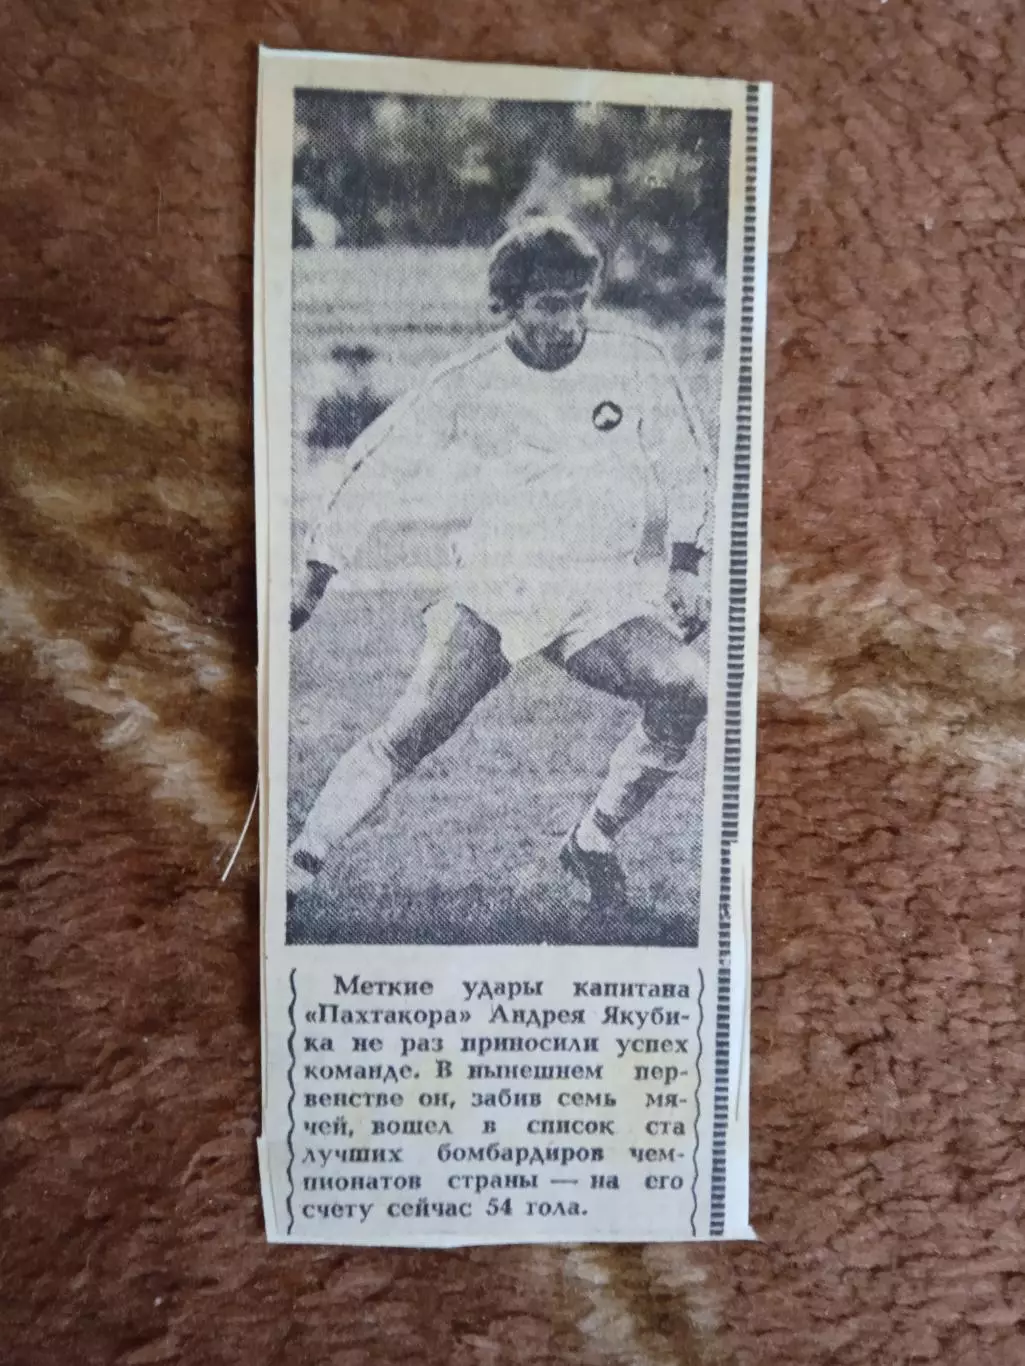 Меткие удары капитана
«Пахтакора» Андрея Якуби-
ка не раз приносили успех
команде. В нынешнем пер-
венстве он, забив семь мя-
чей, вошел в список ста
лучших бомбардиров чем-
пионатов страны — на его
счету сейчас 54 гола.